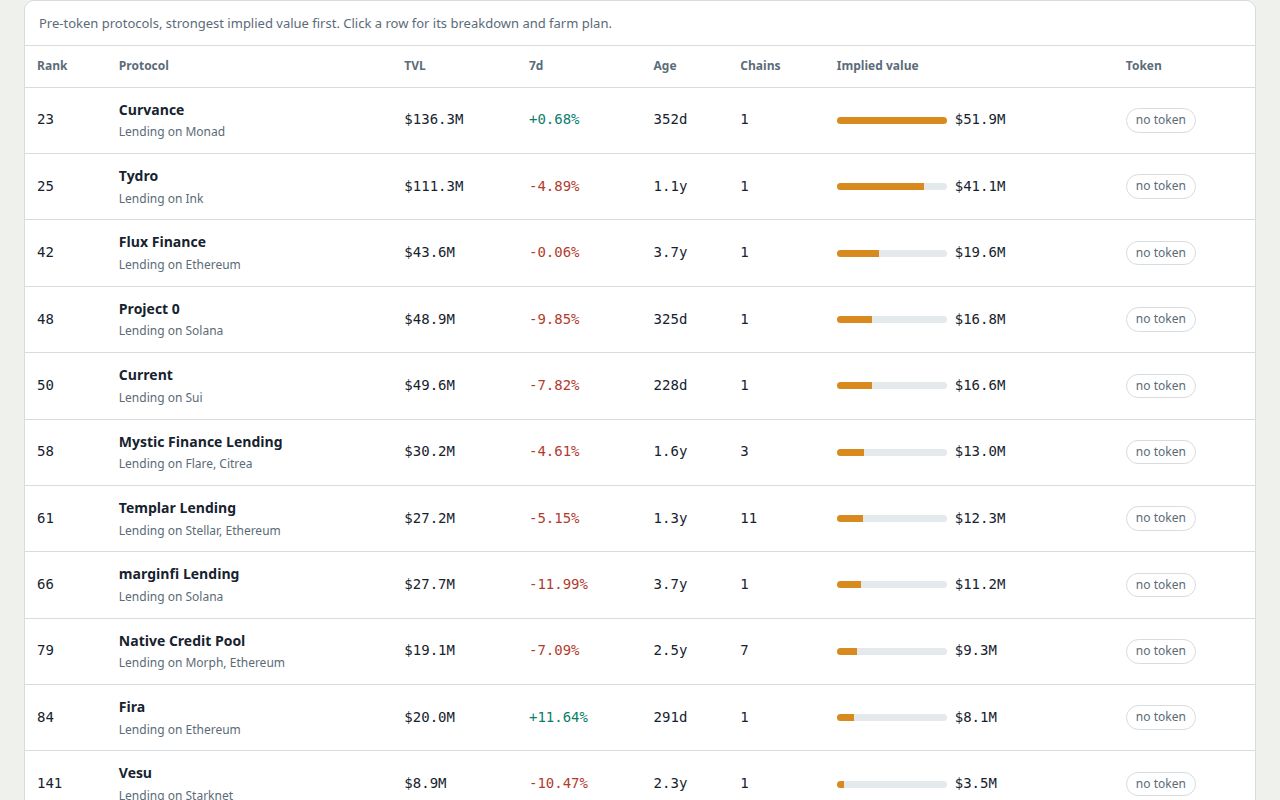 Pre-token protocols, strongest implied value first. Click a row for its breakdown and farm plan.
Rank Protocol TVL 7d Age Chains Implied value Token
23 Curvance $136.3M +0.68% 352d 1 $51.9M no token
Lending on Monad
25 Tydro $111.3M -4.89% 1.1y 1 $41.1M no token
Lending on Ink
42 Flux Finance $43.6M -0.06% 3.7y 1 $19.6M no token
Lending on Ethereum
48 Project 0 $48.9M -9.85% 325d 1 $16.8M no token
Lending on Solana
50 Current $49.6M -7.82% 228d 1 $16.6M no token
Lending on Sui
58 Mystic Finance Lending $30.2M -4.61% 1.6y 3 $13.0M no token
Lending on Flare, Citrea
61 Templar Lending $27.2M -5.15% 1.3y 11 $12.3M no token
Lending on Stellar, Ethereum
66 marginfi Lending $27.7M -11.99% 3.7y 1 $11.2M no token
Lending on Solana
79 Native Credit Pool $19.1M -7.09% 2.5y 7 $9.3M no token
Lending on Morph, Ethereum
84 Fira $20.0M +11.64% 291d 1 $8.1M no token
Lending on Ethereum
141 Vesu $8.9M -10.47% 2.3y 1 $3.5M no token
Lending on Starknet